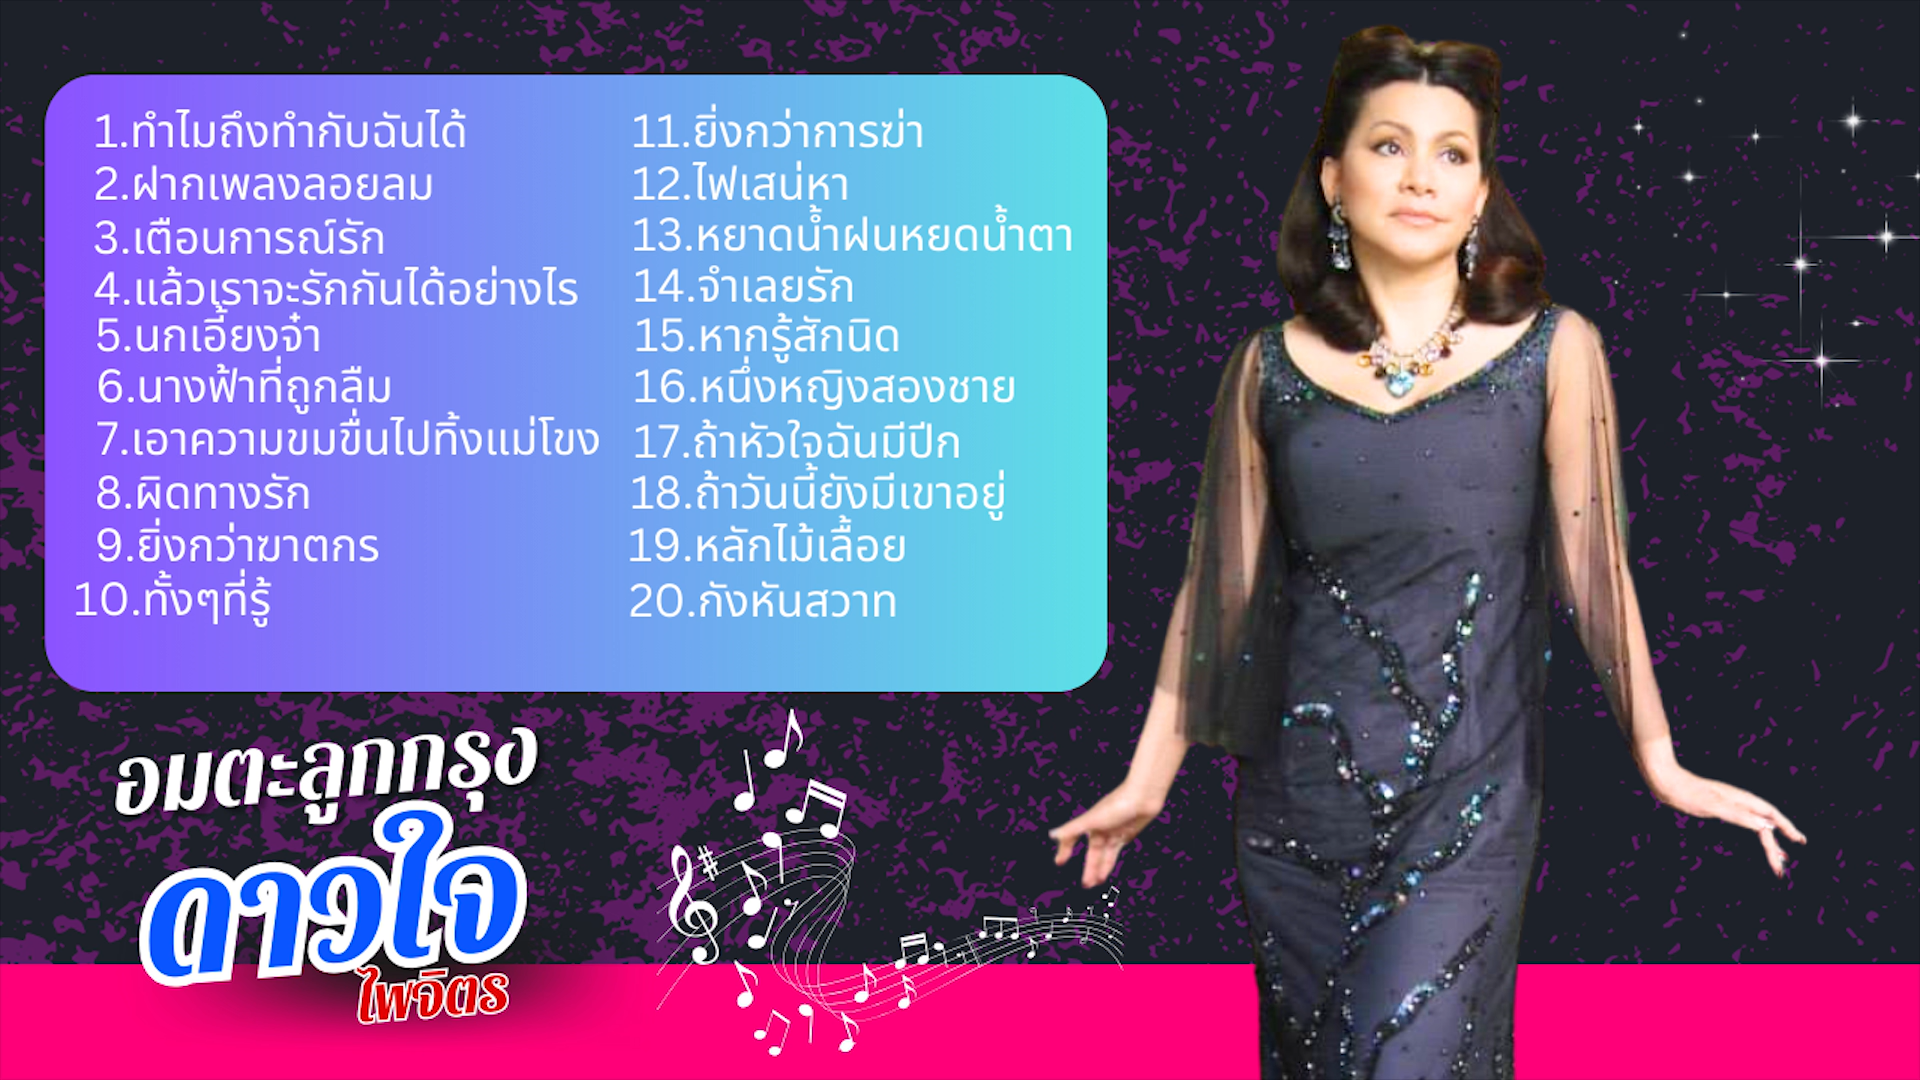 1.ทำไมถึงทำกับฉันได้
2.ฝากเพลงลอยลม
3.เตือนการณ์รัก
4.แล้วเราจะรักกันได้อย่างไร
5.นกเอี้ยงจ๋า
6.นางฟ้าที่ถูกลืม
7.เอาความขมขื่นไปทิ้งแม่โขง
8.ผิดทางรัก
9.ยิ่งกว่าฆาตกร
10.ทั้งๆที่รู้
11.ยิ่งกว่าการฆ่า
12.ไฟเสน่หา
13.หยาดน้ำฝนหยดน้ำตา
14.จำเลยรัก
15.หากรู้สักนิด
16.หนึ่งหญิงสองชาย
17.ถ้าหัวใจฉันมีปีก
18.ถ้าวันนี้ยังมีเขาอยู่
19.หลักไม้เลื้อย
20.กังหันสวาท
อมตะลูกกรุง
ดาวใจ
ไพจิตร